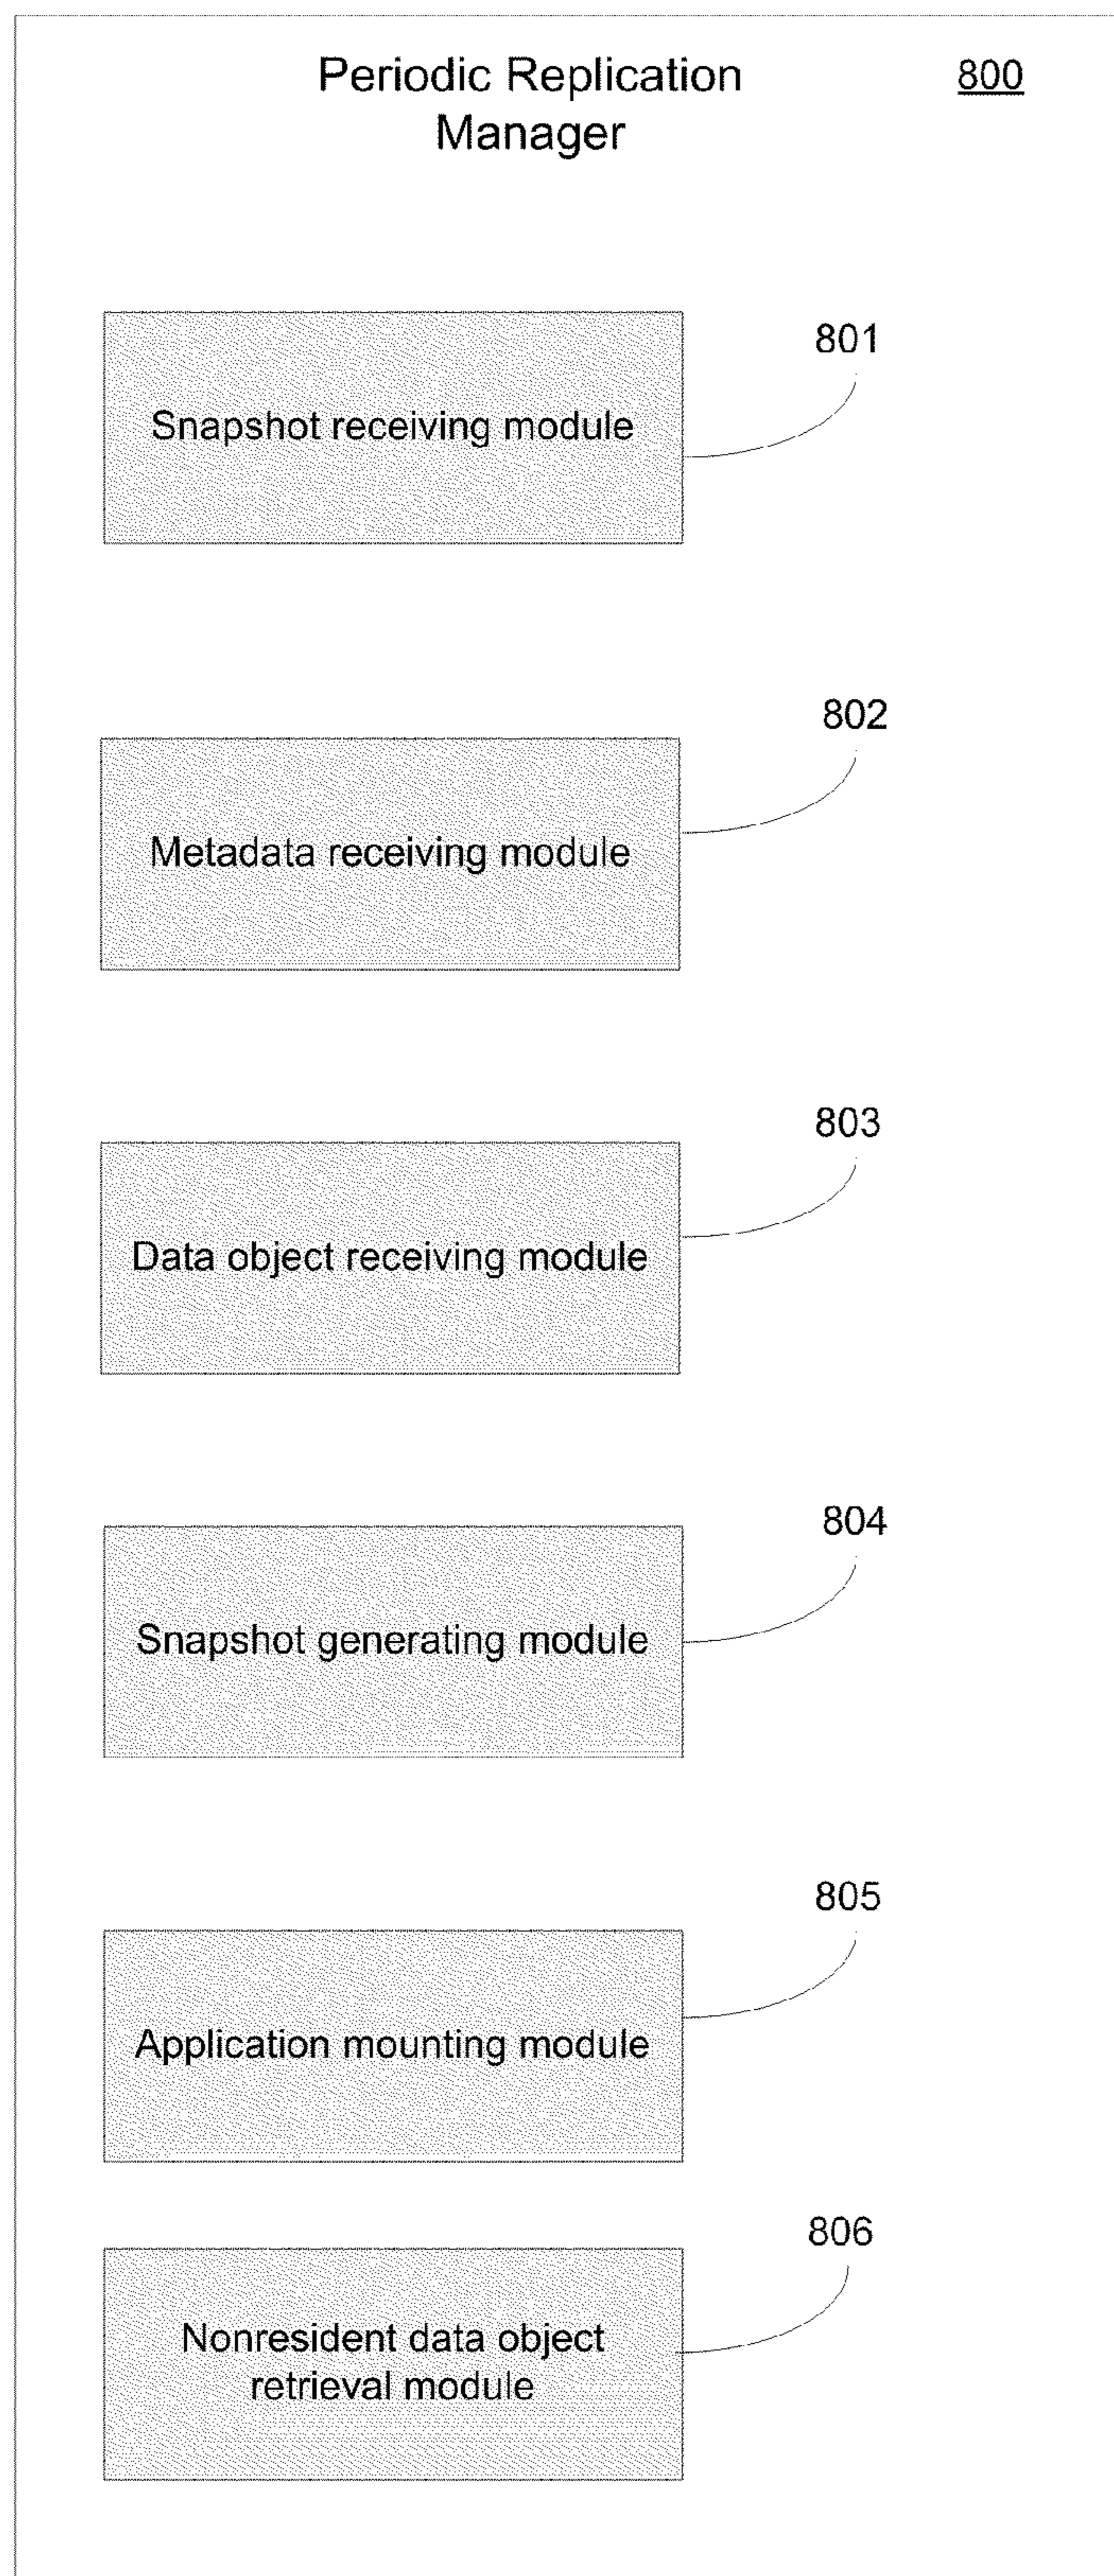 Periodic Replication
Manager
800
Snapshot receiving module
801
Metadata receiving module
802
Data object receiving module
803
Snapshot generating module
804
Application mounting module
805
Nonresident data object
retrieval module
806